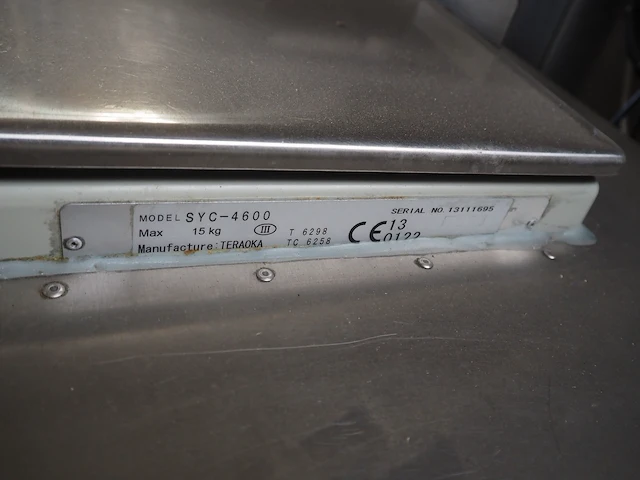 MODEL SYC-4600 SERIAL NO. 13111695
Max 15 kg III T 6298 CE 13
Manufacture: TERAOKA TC 6258 0122